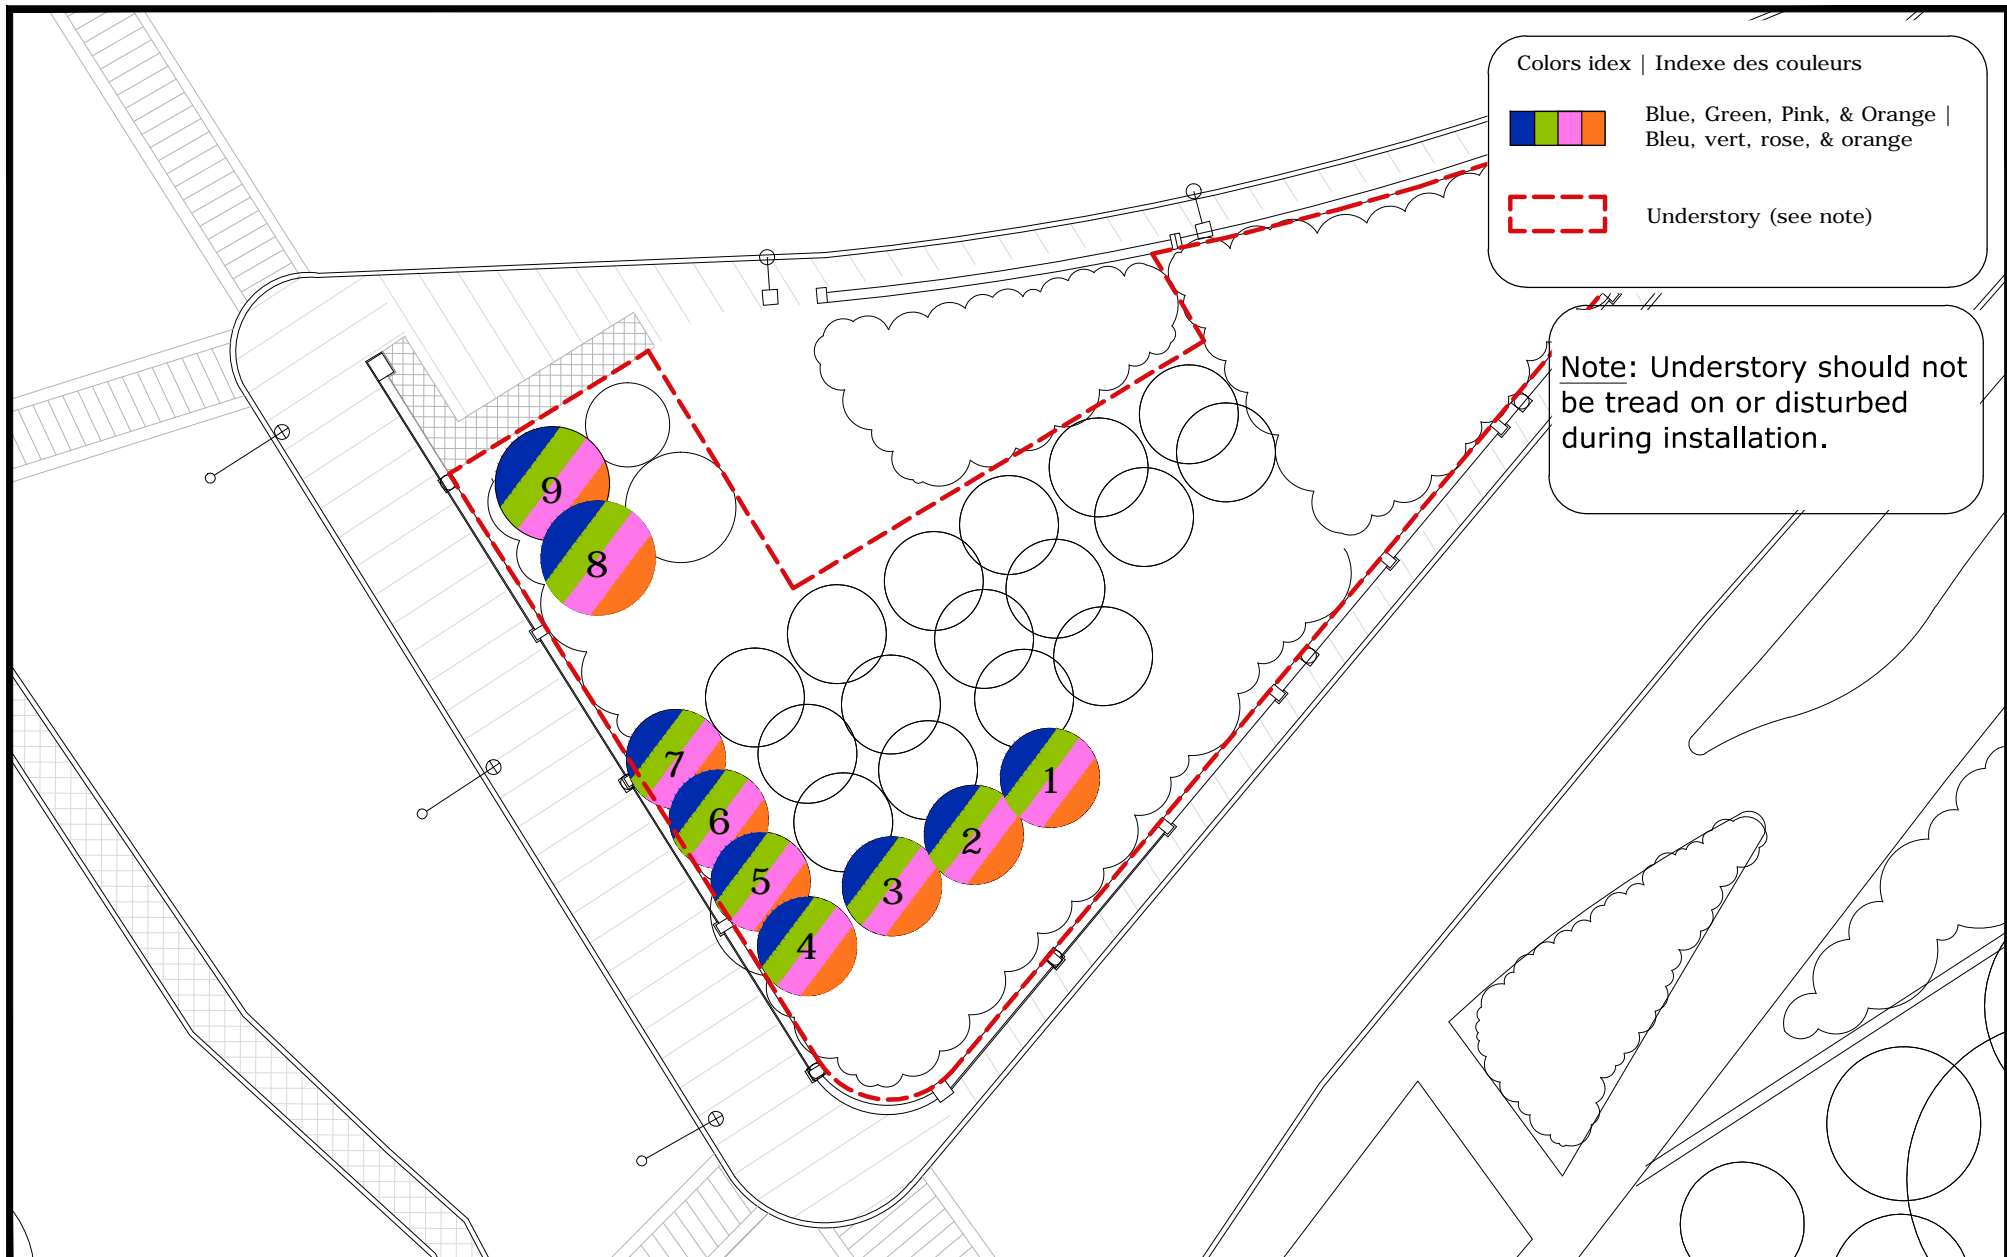 Colors idex | Indexe des couleurs
Blue, Green, Pink, & Orange |
Bleu, vert, rose, & orange
Understory (see note)
Note: Understory should not
be tread on or disturbed
during installation.
9
8
7
6
5
4
3
2
1